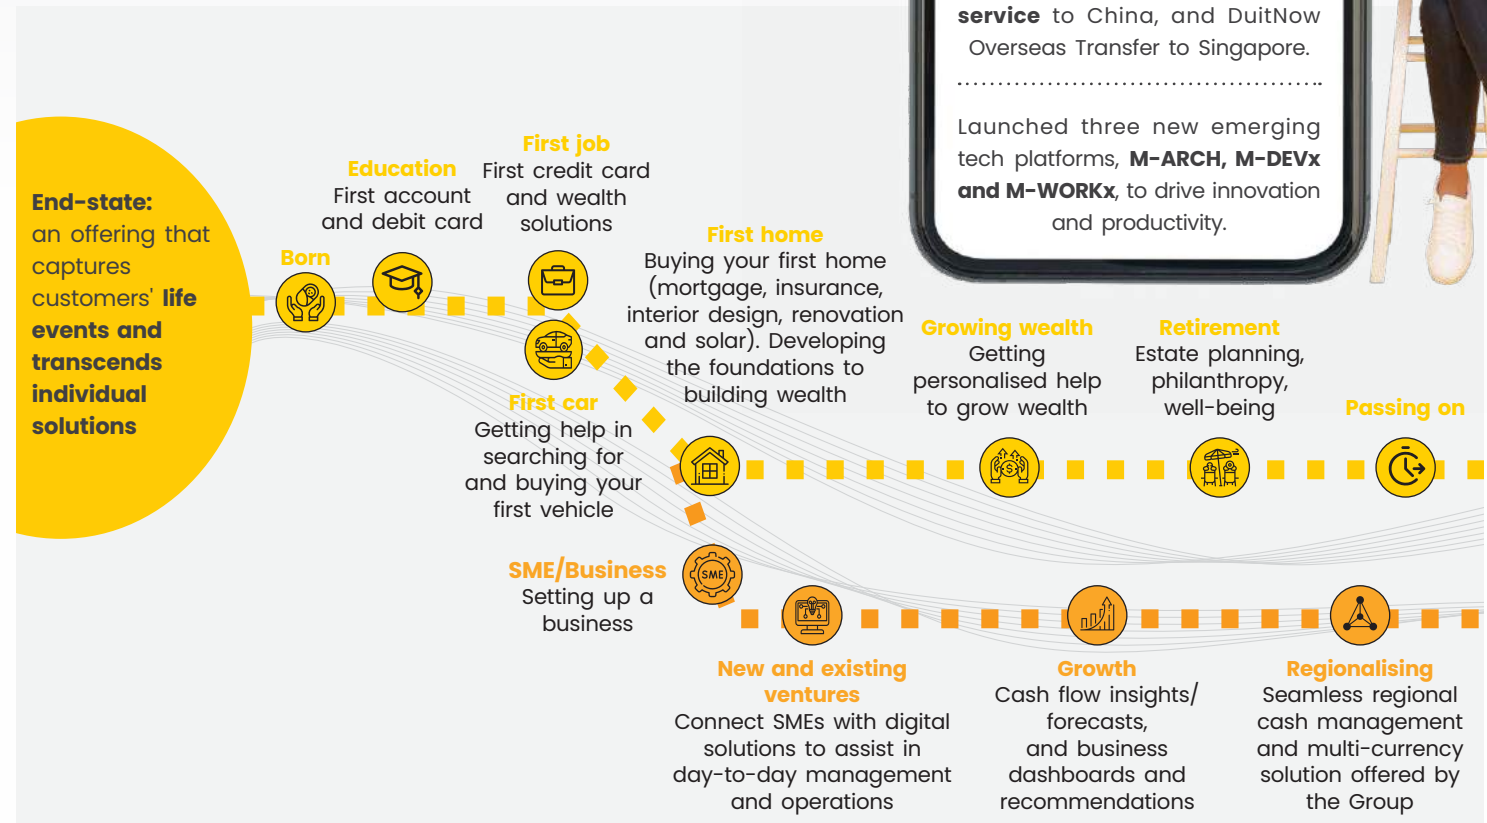 service to China, and DuitNow
Overseas Transfer to Singapore.
Launched three new emerging
tech platforms, M-ARCH, M-DEVx
and M-WORKx, to drive innovation
and productivity.
End-state:
an offering that
captures
customers' life
events and
transcends
individual
solutions
Born
Education
First account
and debit card
First job
First credit card
and wealth
solutions
First car
Getting help in
searching for
and buying your
first vehicle
First home
Buying your first home
(mortgage, insurance,
interior design, renovation
and solar). Developing
the foundations to
building wealth
Growing wealth
Getting
personalised help
to grow wealth
Retirement
Estate planning,
philanthropy,
well-being
Passing on
SME/Business
Setting up a
business
SME
New and existing
ventures
Connect SMEs with digital
solutions to assist in
day-to-day management
and operations
Growth
Cash flow insights/
forecasts,
and business
dashboards and
recommendations
Regionalising
Seamless regional
cash management
and multi-currency
solution offered by
the Group